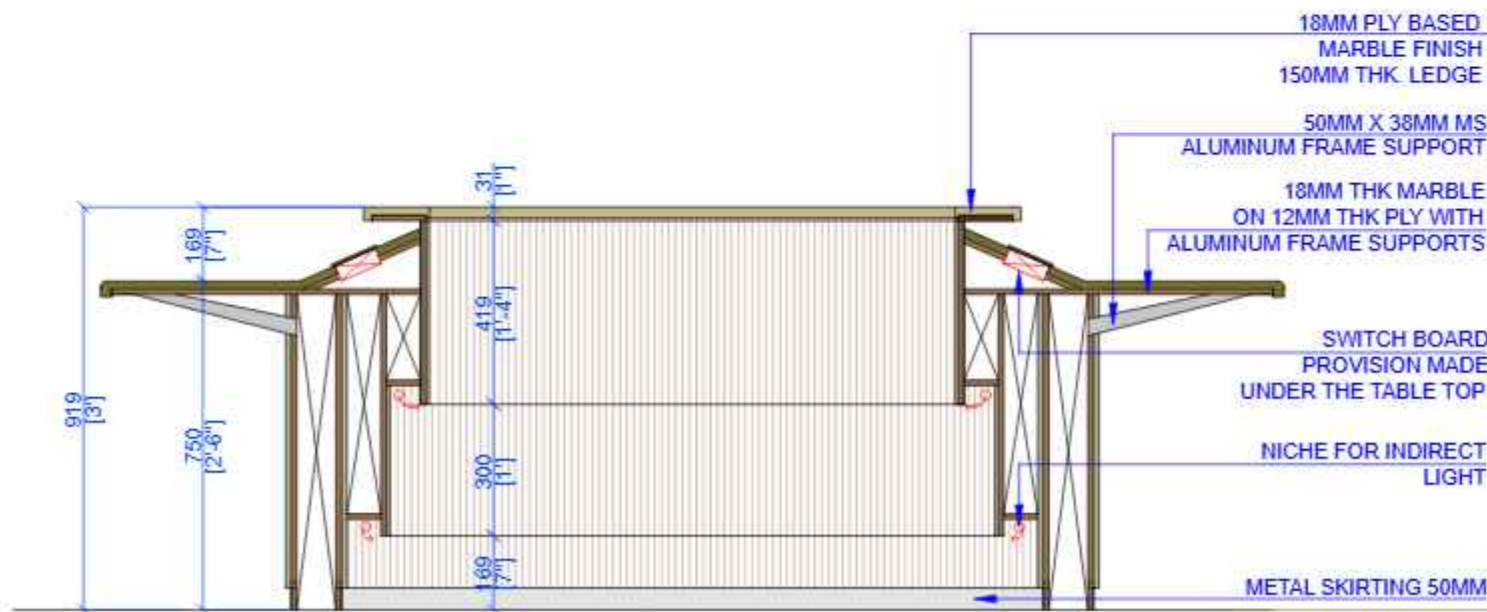 18MM PLY BASED
MARBLE FINISH
150MM THK. LEDGE
50MM X 38MM MS
ALUMINUM FRAME SUPPORT
18MM THK MARBLE
ON 12MM THK PLY WITH
ALUMINUM FRAME SUPPORTS
SWITCH BOARD
PROVISION MADE
UNDER THE TABLE TOP
NICHE FOR INDIRECT
LIGHT
METAL SKIRTING 50MM
919
[3']
169
[7"]
750
[2'-6"]
31
[1"]
419
[1'-4"]
300
[1']
169
[7"]